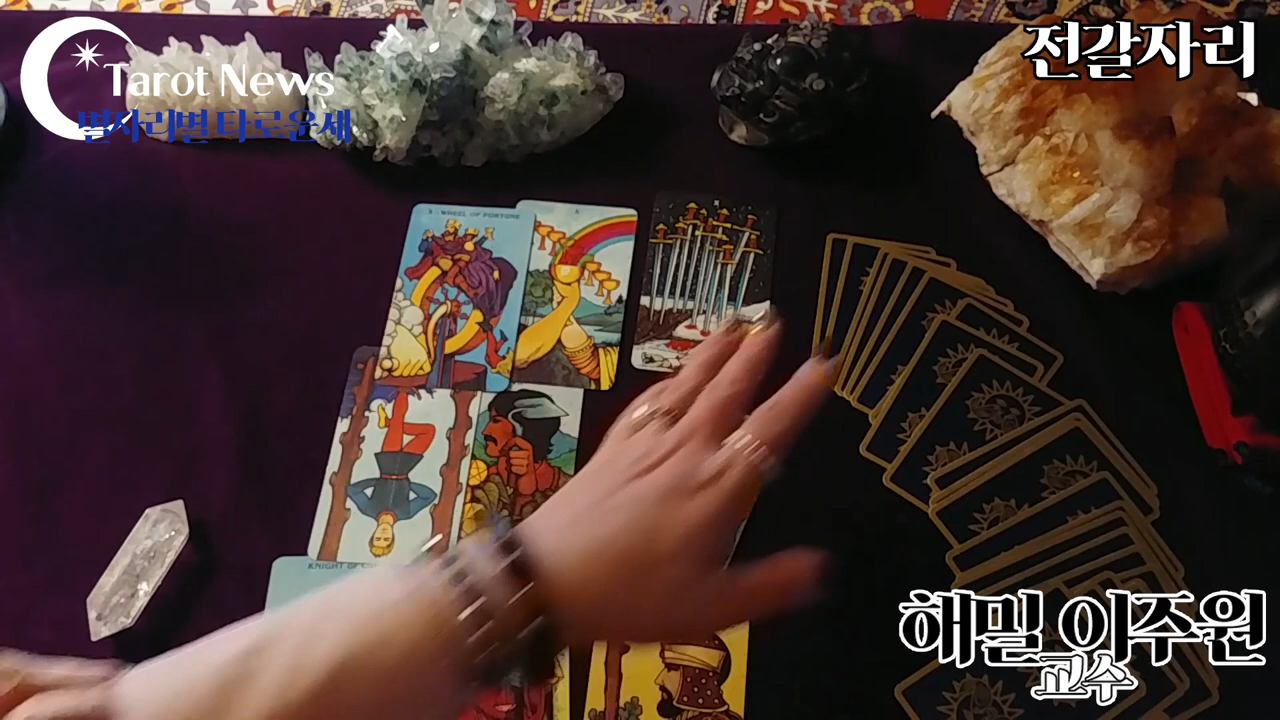 Tarot News
별자리별 타로운세
전갈자리
X · WHEEL OF FORTUNE
X
KNIGHT OF
해밀 이주원
교수